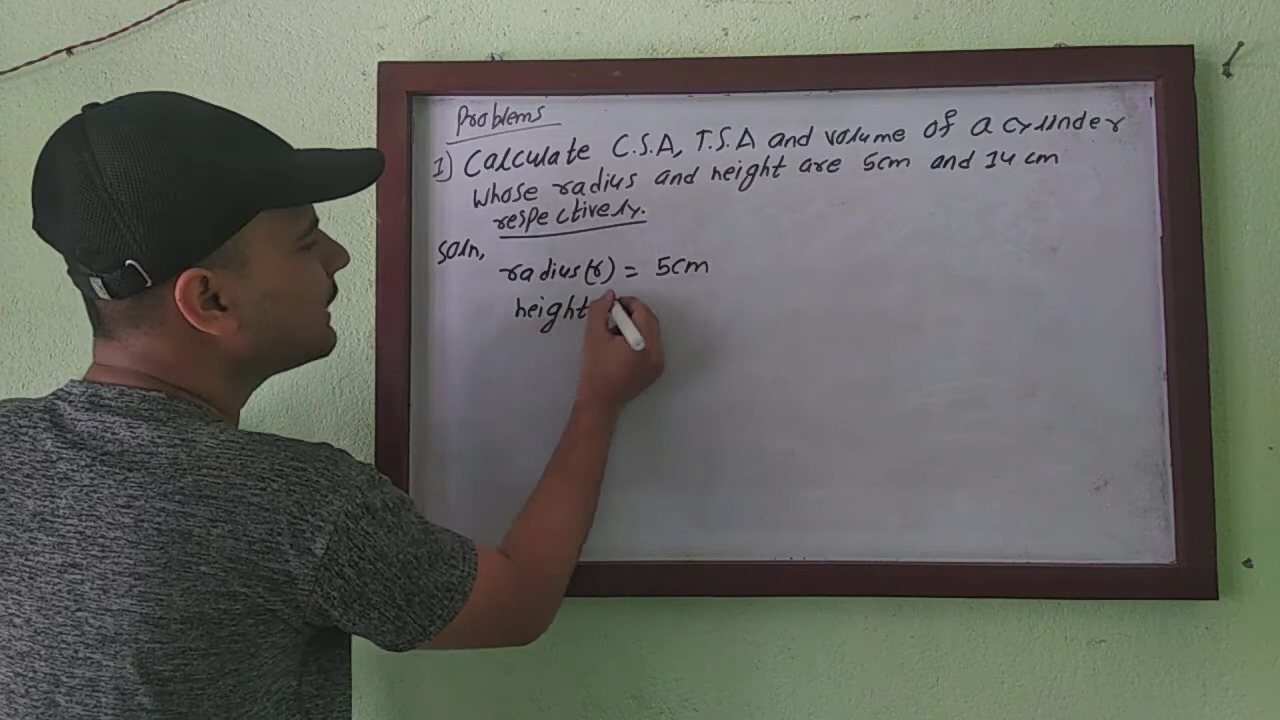 Problems
1) Calculate C.S.A, T.S.A and volume of a cylinder
whose radius and height are 5cm and 14 cm
respectively.
Soln,
radius(r) = 5cm
height